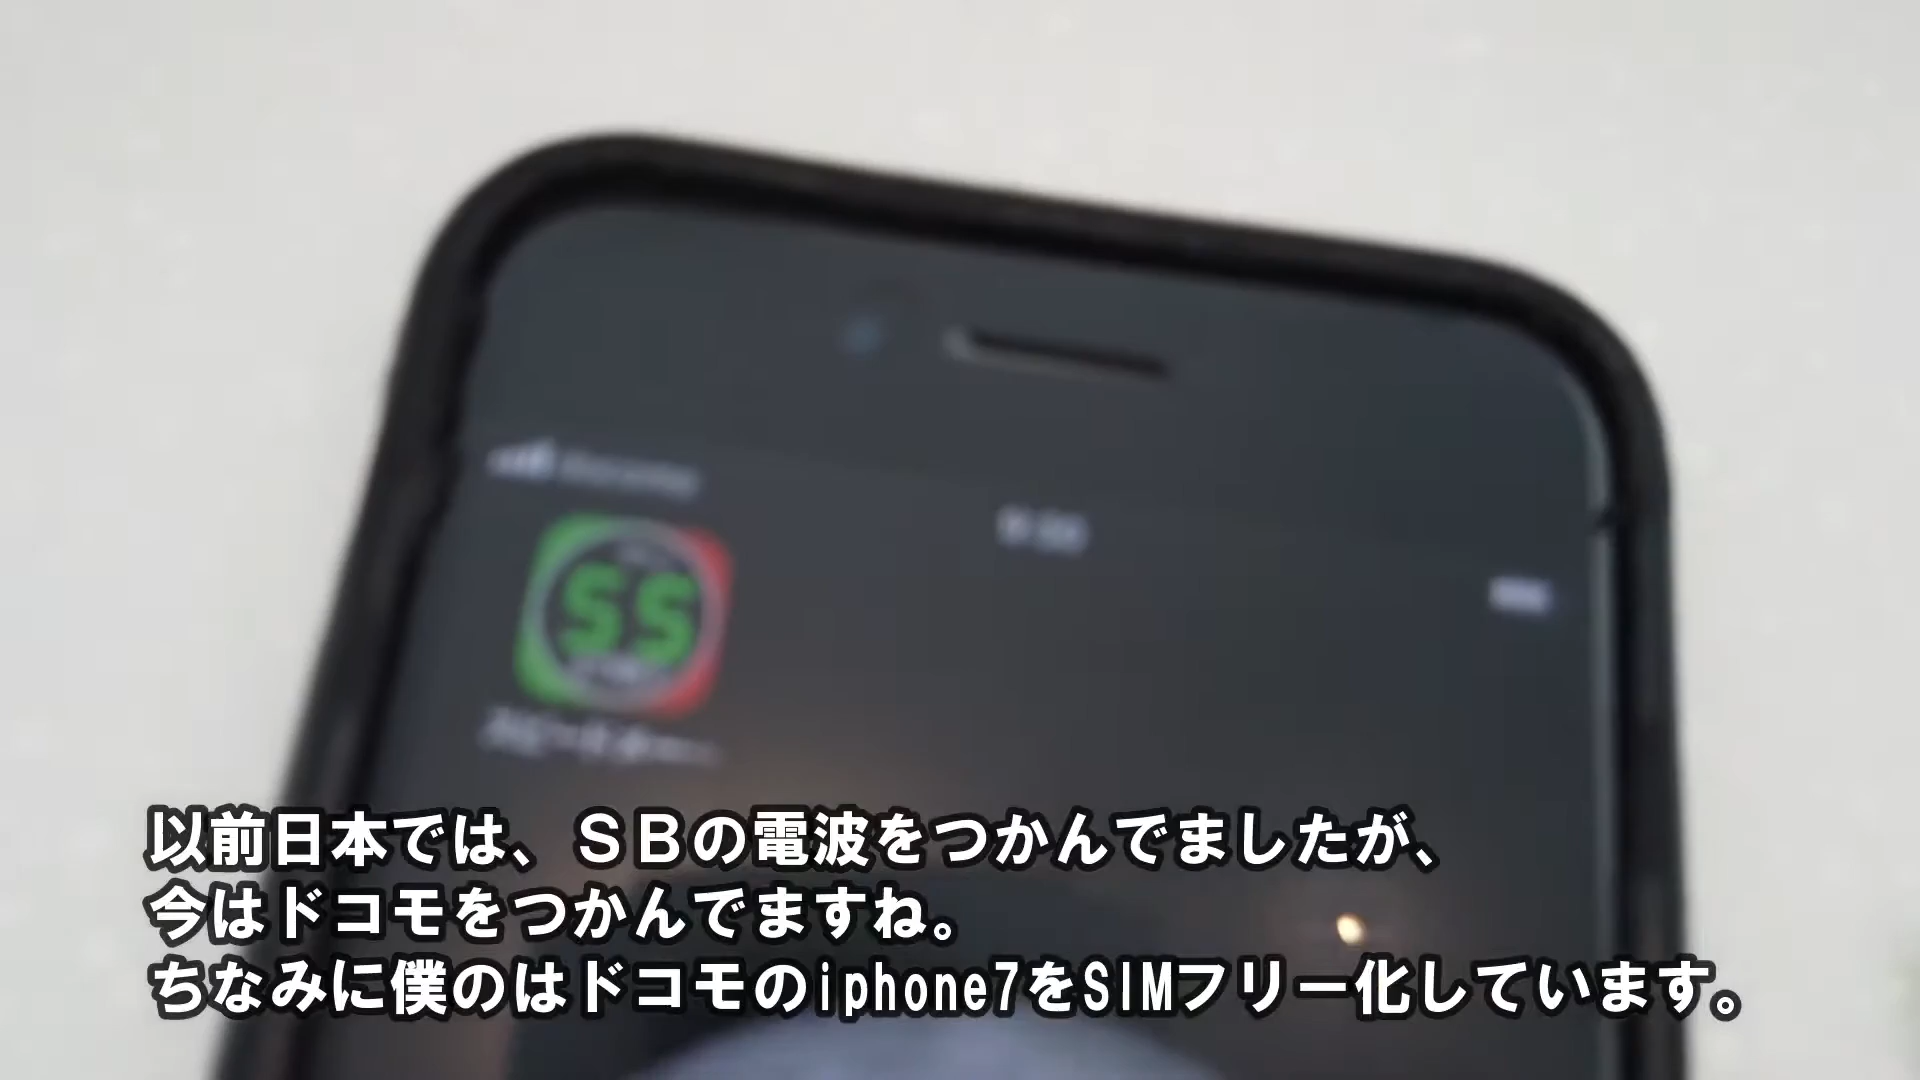 SS
以前日本では、ＳＢの電波をつかんでましたが、
今はドコモをつかんでますね。
ちなみに僕のはドコモのiphone7をSIMフリー化しています。